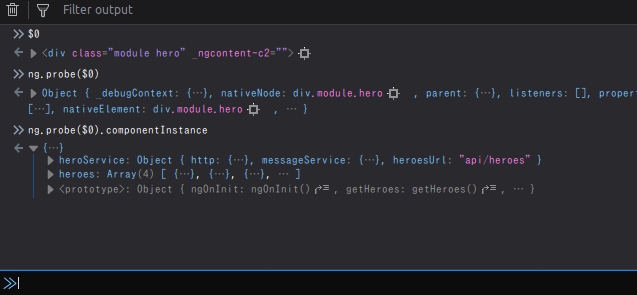 Filter output
≫ $0
← ▶ <div class="module hero" _ngcontent-c2="">
≫ ng.probe($0)
← ▶ Object { _debugContext: {…}, nativeNode: div.module.hero , parent: {…}, listeners: [], proper
[…], nativeElement: div.module.hero , … }
≫ ng.probe($0).componentInstance
← ▼ {…}
▶ heroService: Object { http: {…}, messageService: {…}, heroesUrl: "api/heroes" }
▶ heroes: Array(4) [ {…}, {…}, {…}, … ]
▶ <prototype>: Object { ngOnInit: ngOnInit() , getHeroes: getHeroes() , … }
≫